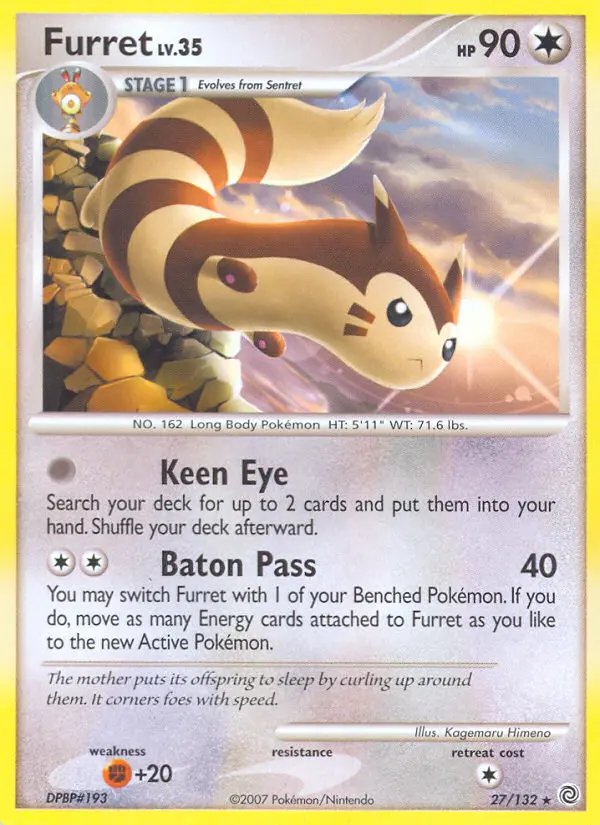 Furret LV.35
HP 90
STAGE 1 Evolves from Sentret
NO. 162 Long Body Pokémon HT: 5'11" WT: 71.6 lbs.
Keen Eye
Search your deck for up to 2 cards and put them into your
hand. Shuffle your deck afterward.
Baton Pass 40
You may switch Furret with 1 of your Benched Pokémon. If you
do, move as many Energy cards attached to Furret as you like
to the new Active Pokémon.
The mother puts its offspring to sleep by curling up around
them. It corners foes with speed.
Illus. Kagemaru Himeno
weakness resistance retreat cost
+20
DPBP#193 ©2007 Pokémon/Nintendo 27/132 ★